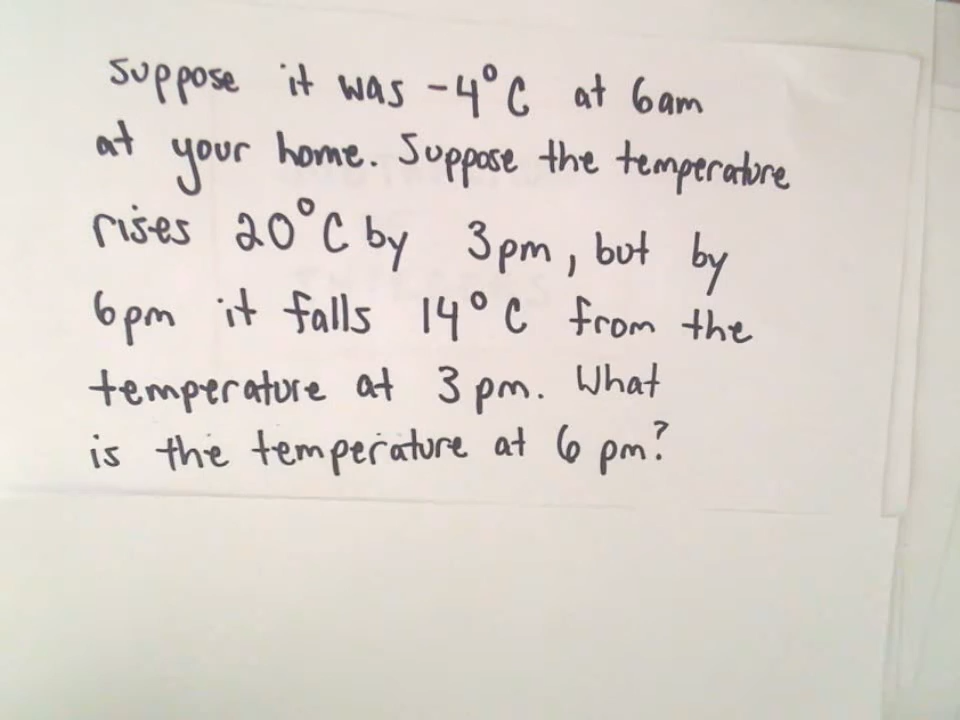 Suppose it was -4°C at 6am
at your home. Suppose the temperature
rises 20°C by 3pm, but by
6pm it falls 14°C from the
temperature at 3pm. What
is the temperature at 6pm?